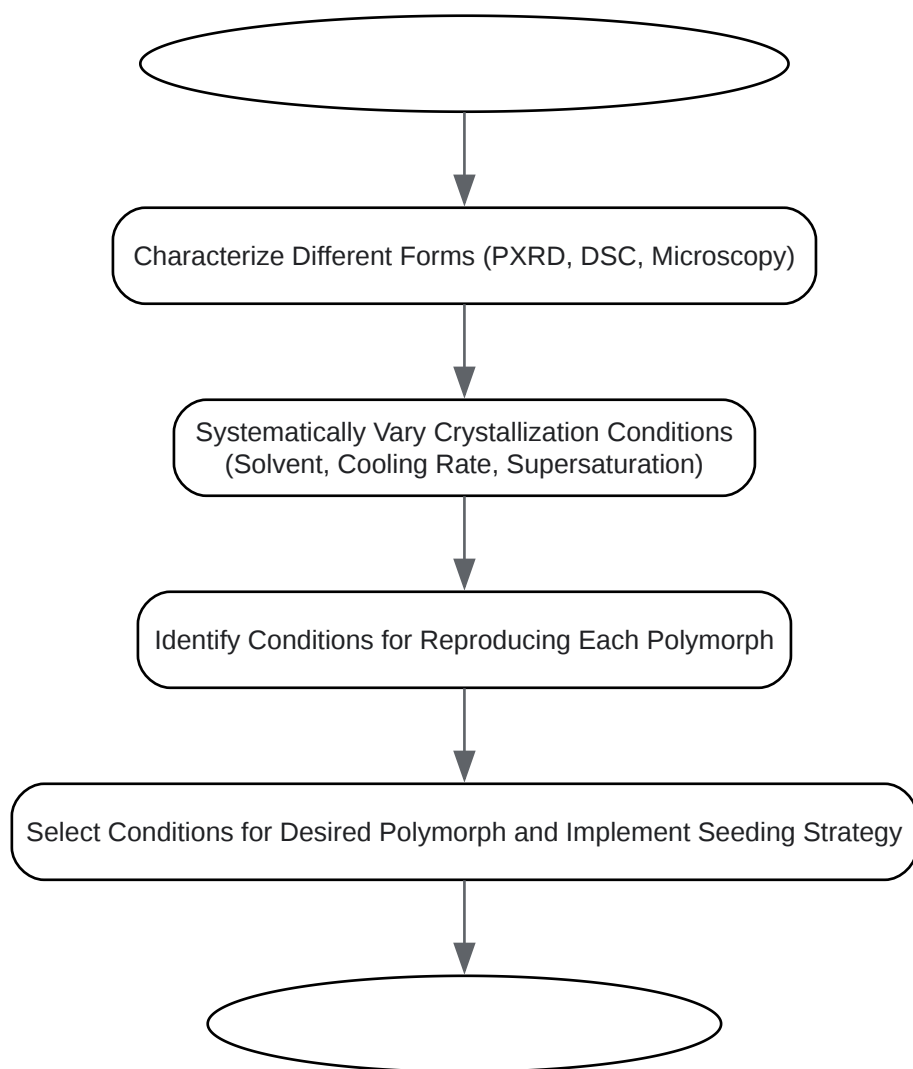 Characterize Different Forms (PXRD, DSC, Microscopy)
Systematically Vary Crystallization Conditions
(Solvent, Cooling Rate, Supersaturation)
Identify Conditions for Reproducing Each Polymorph
Select Conditions for Desired Polymorph and Implement Seeding Strategy